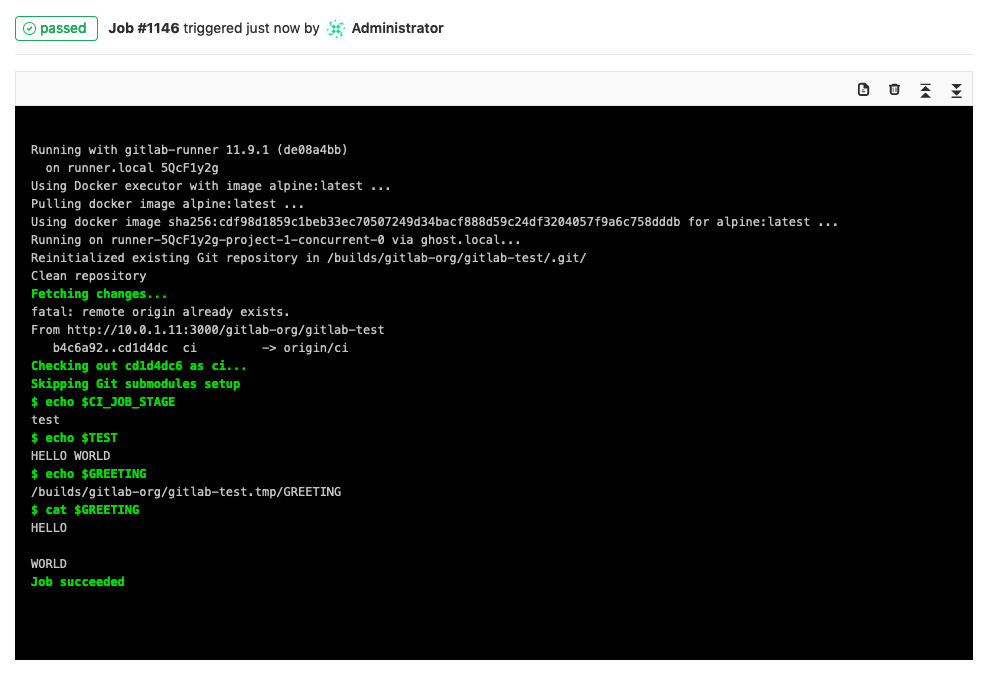 passed Job #1146 triggered just now by Administrator
Running with gitlab-runner 11.9.1 (de08a4bb)
on runner.local 5QcF1y2g
Using Docker executor with image alpine:latest ...
Pulling docker image alpine:latest ...
Using docker image sha256:cdf98d1859c1beb33ec70507249d34bacf888d59c24df3204057f9a6c758dddb for alpine:latest ...
Running on runner-5QcF1y2g-project-1-concurrent-0 via ghost.local...
Reinitialized existing Git repository in /builds/gitlab-org/gitlab-test/.git/
Clean repository
Fetching changes...
fatal: remote origin already exists.
From http://10.0.1.11:3000/gitlab-org/gitlab-test
b4c6a92..cd1d4dc  ci         -> origin/ci
Checking out cd1d4dc6 as ci...
Skipping Git submodules setup
$ echo $CI_JOB_STAGE
test
$ echo $TEST
HELLO WORLD
$ echo $GREETING
/builds/gitlab-org/gitlab-test.tmp/GREETING
$ cat $GREETING
HELLO
WORLD
Job succeeded